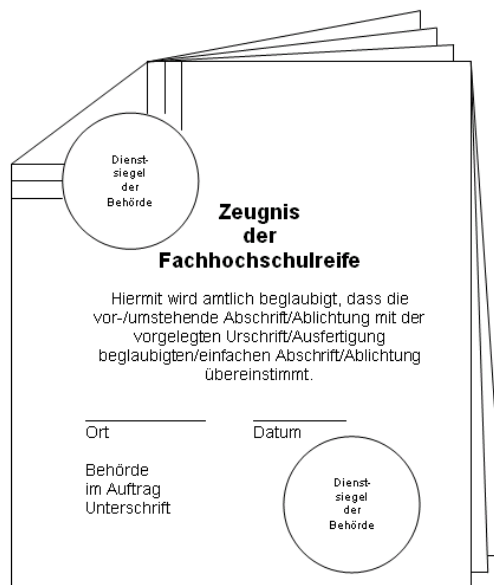 Dienst-
siegel
der
Behörde
Zeugnis
der
Fachhochschulreife
Hiermit wird amtlich beglaubigt, dass die
vor-/umstehende Abschrift/Ablichtung mit der
vorgelegten Urschrift/Ausfertigung
beglaubigten/einfachen Abschrift/Ablichtung
übereinstimmt.
Ort Datum
Behörde
im Auftrag
Unterschrift
Dienst-
siegel
der
Behörde